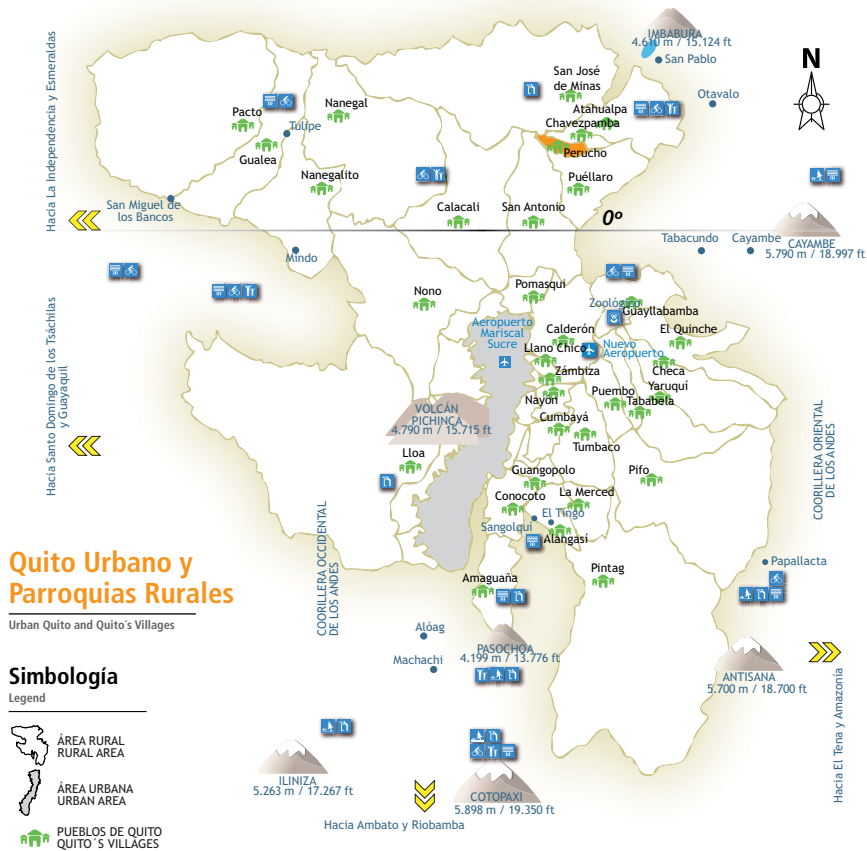 IMBABURA
4.610 m / 15.124 ft
San Pablo
N
Otavalo
San José
de Minas
Atahualpa
Chavezpamba
Perucho
Puéllaro
Nanegal
Pacto
Tulipe
Gualea
Nanegalito
San Miguel de
los Bancos
Hacia La Independencia y Esmeraldas
Calacali
San Antonio
0º
Tabacundo
Cayambe
CAYAMBE
5.790 m / 18.997 ft
Mindo
Nono
Pomasqui
Zoológico
Guayllabamba
Aeropuerto
Mariscal
Sucre
Calderón
El Quinche
Llano Chico
Nuevo
Aeropuerto
Checa
Zámbiza
Yaruquí
Nayón
Puembo
Tababela
Cumbayá
Tumbaco
VOLCÁN
PICHINCA
4.790 m / 15.715 ft
Hacia Santo Domingo de los Tsáchilas
y Guayaquil
Lloa
Guangopolo
Pifo
Conocoto
La Merced
El Tingo
Sangolquí
Alangasí
COORILLERA ORIENTAL
DE LOS ANDES
COORILLERA OCCIDENTAL
DE LOS ANDES
Papallacta
Amaguaña
Pintag
Quito Urbano y
Parroquias Rurales
Urban Quito and Quito´s Villages
Alóag
Machachi
PASOCHOA
4.199 m / 13.776 ft
ANTISANA
5.700 m / 18.700 ft
Hacia El Tena y Amazonía
Simbología
Legend
ÁREA RURAL
RURAL AREA
ÁREA URBANA
URBAN AREA
PUEBLOS DE QUITO
QUITO´S VILLAGES
ILINIZA
5.263 m / 17.267 ft
COTOPAXI
5.898 m / 19.350 ft
Hacia Ambato y Riobamba